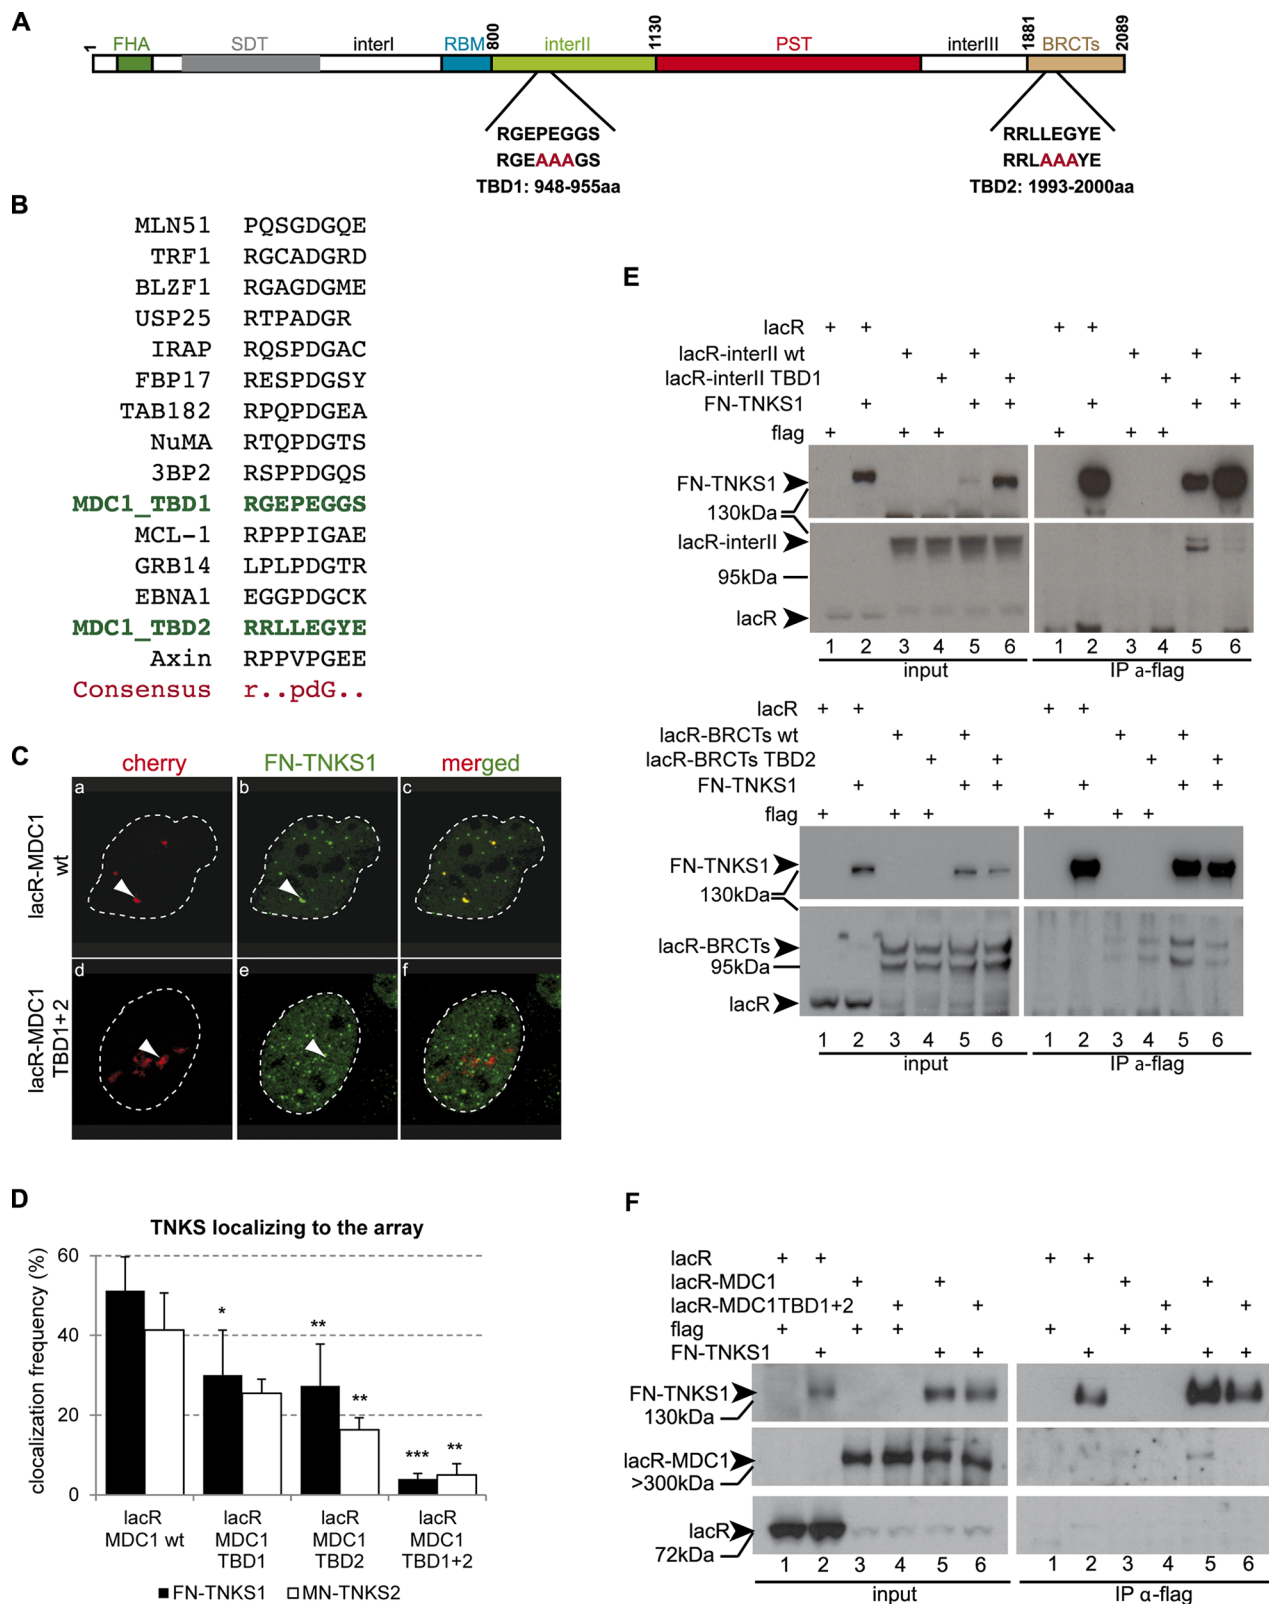 A
1 FHA SDT interI RBM 800 interII 1130 PST interIII 1881 BRCTs 2089
RGEPEGGS RRLLEGYE
RGEAAAGS RRLAAAYE
TBD1: 948-955aa TBD2: 1993-2000aa
B
MLN51 PQSGDGQE
TRF1 RGCADGRD
BLZF1 RGAGDGME
USP25 RTPADGR
IRAP RQSPDGAC
FBP17 RESPDGSY
TAB182 RPQPDGEA
NuMA RTQPDGTS
3BP2 RSPPDGQS
MDC1_TBD1 RGEPEGGS
MCL-1 RPPPIGAE
GRB14 LPLPDGTR
EBNA1 EGGPDGCK
MDC1_TBD2 RRLLEGYE
Axin RPPVPGEE
Consensus r..pdG..
C
cherry FN-TNKS1 merged
lacR-MDC1
wt
a b c
lacR-MDC1
TBD1+2
d e f
D
TNKS localizing to the array
clocalization frequency (%)
60
40
20
0
* ** ** *** **
lacR
MDC1 wt
lacR
MDC1
TBD1
lacR
MDC1
TBD2
lacR
MDC1
TBD1+2
FN-TNKS1 MN-TNKS2
E
lacR + + + +
lacR-interII wt + + + +
lacR-interII TBD1 + + + +
FN-TNKS1 + + + + + +
flag + + + + + +
FN-TNKS1
130kDa
lacR-interII
95kDa
lacR
1 2 3 4 5 6 1 2 3 4 5 6
input IP a-flag
lacR + + + +
lacR-BRCTs wt + + + +
lacR-BRCTs TBD2 + + + +
FN-TNKS1 + + + + + +
flag + + + + + +
FN-TNKS1
130kDa
lacR-BRCTs
95kDa
lacR
1 2 3 4 5 6 1 2 3 4 5 6
input IP a-flag
F
lacR + + + +
lacR-MDC1 + + + +
lacR-MDC1TBD1+2 + + + +
flag + + + + + +
FN-TNKS1 + + + + + +
FN-TNKS1
130kDa
lacR-MDC1
>300kDa
lacR
72kDa
1 2 3 4 5 6 1 2 3 4 5 6
input IP α-flag